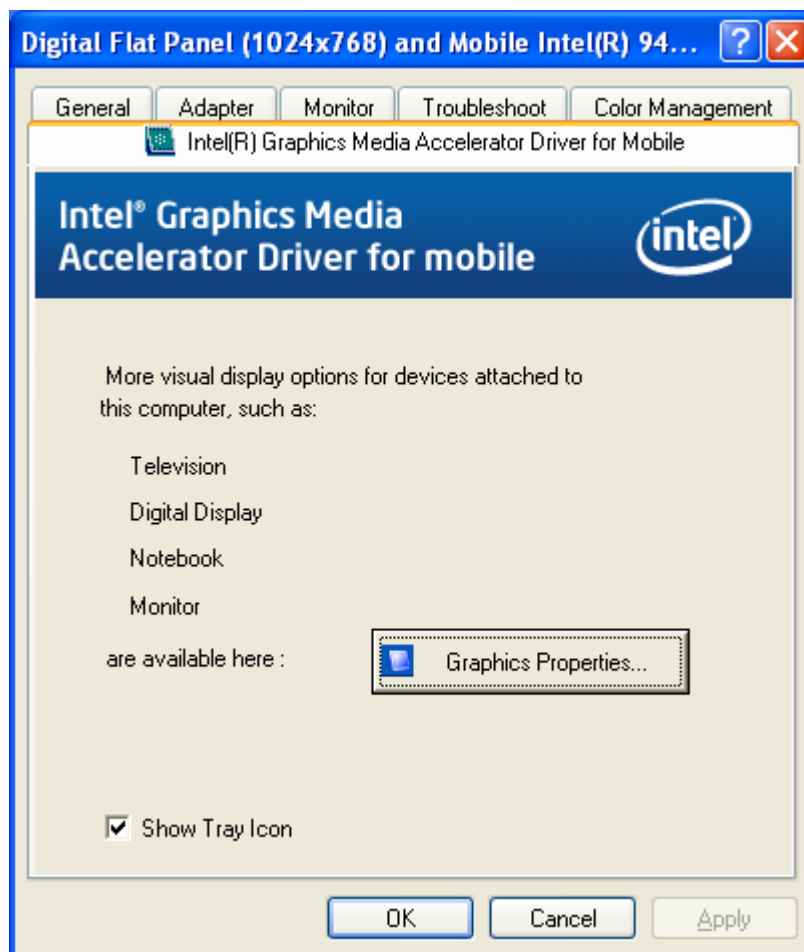 Digital Flat Panel (1024x768) and Mobile Intel(R) 94...
General Adapter Monitor Troubleshoot Color Management
Intel(R) Graphics Media Accelerator Driver for Mobile
Intel® Graphics Media
Accelerator Driver for mobile
intel
More visual display options for devices attached to
this computer, such as:
Television
Digital Display
Notebook
Monitor
are available here :
Graphics Properties...
Show Tray Icon
OK Cancel Apply